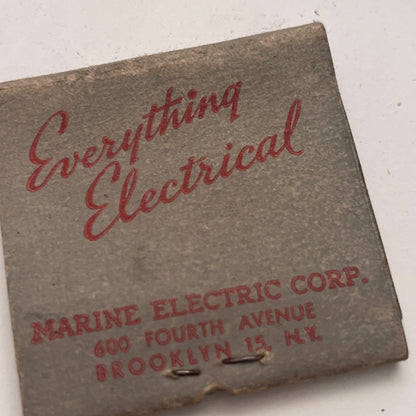 Everything
Electrical
MARINE ELECTRIC CORP.
600 FOURTH AVENUE
BROOKLYN 15, N.Y.